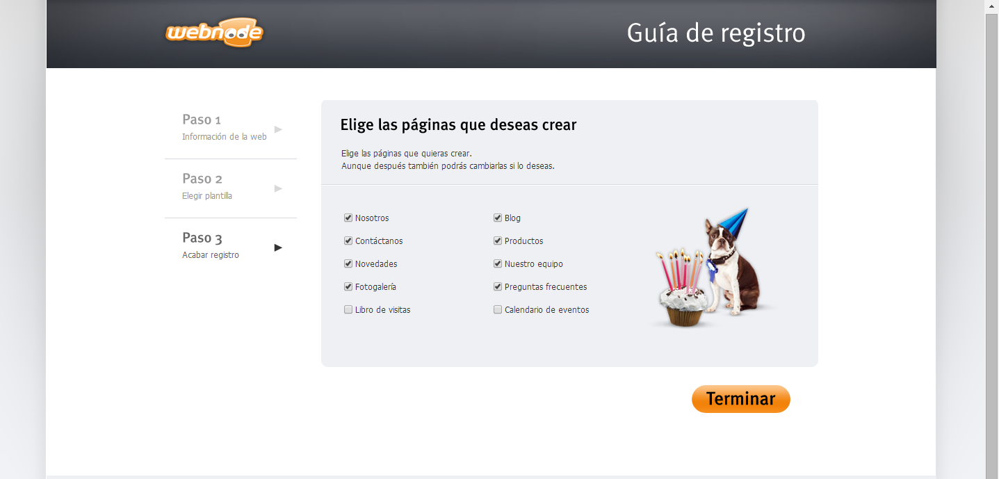 webnode
Guía de registro
Paso 1
Información de la web
Paso 2
Elegir plantilla
Paso 3
Acabar registro
Elige las páginas que deseas crear
Elige las páginas que quieras crear.
Aunque después también podrás cambiarlas si lo deseas.
Nosotros
Blog
Contáctanos
Productos
Novedades
Nuestro equipo
Fotogalería
Preguntas frecuentes
Libro de visitas
Calendario de eventos
Terminar